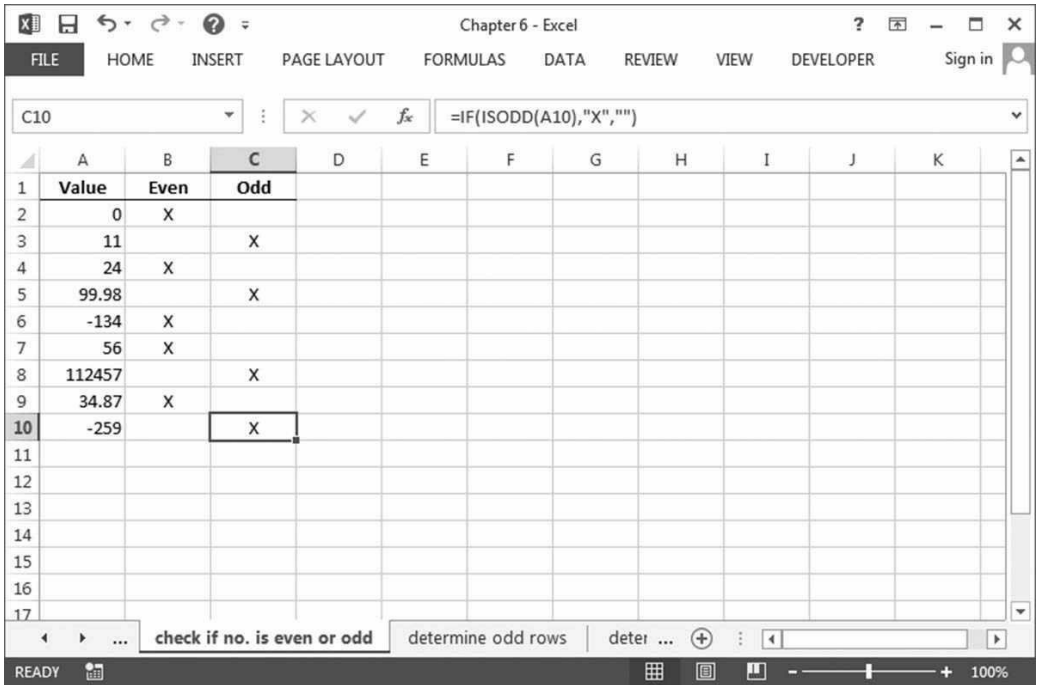 Chapter 6 - Excel
?
FILE HOME INSERT PAGE LAYOUT FORMULAS DATA REVIEW VIEW DEVELOPER Sign in
C10 fx =IF(ISODD(A10),"X","")
A B C D E F G H I J K
1 Value Even Odd
2 0 X
3 11 X
4 24 X
5 99.98 X
6 -134 X
7 56 X
8 112457 X
9 34.87 X
10 -259 X
11
12
13
14
15
16
17
... check if no. is even or odd determine odd rows deter ...
READY 100%